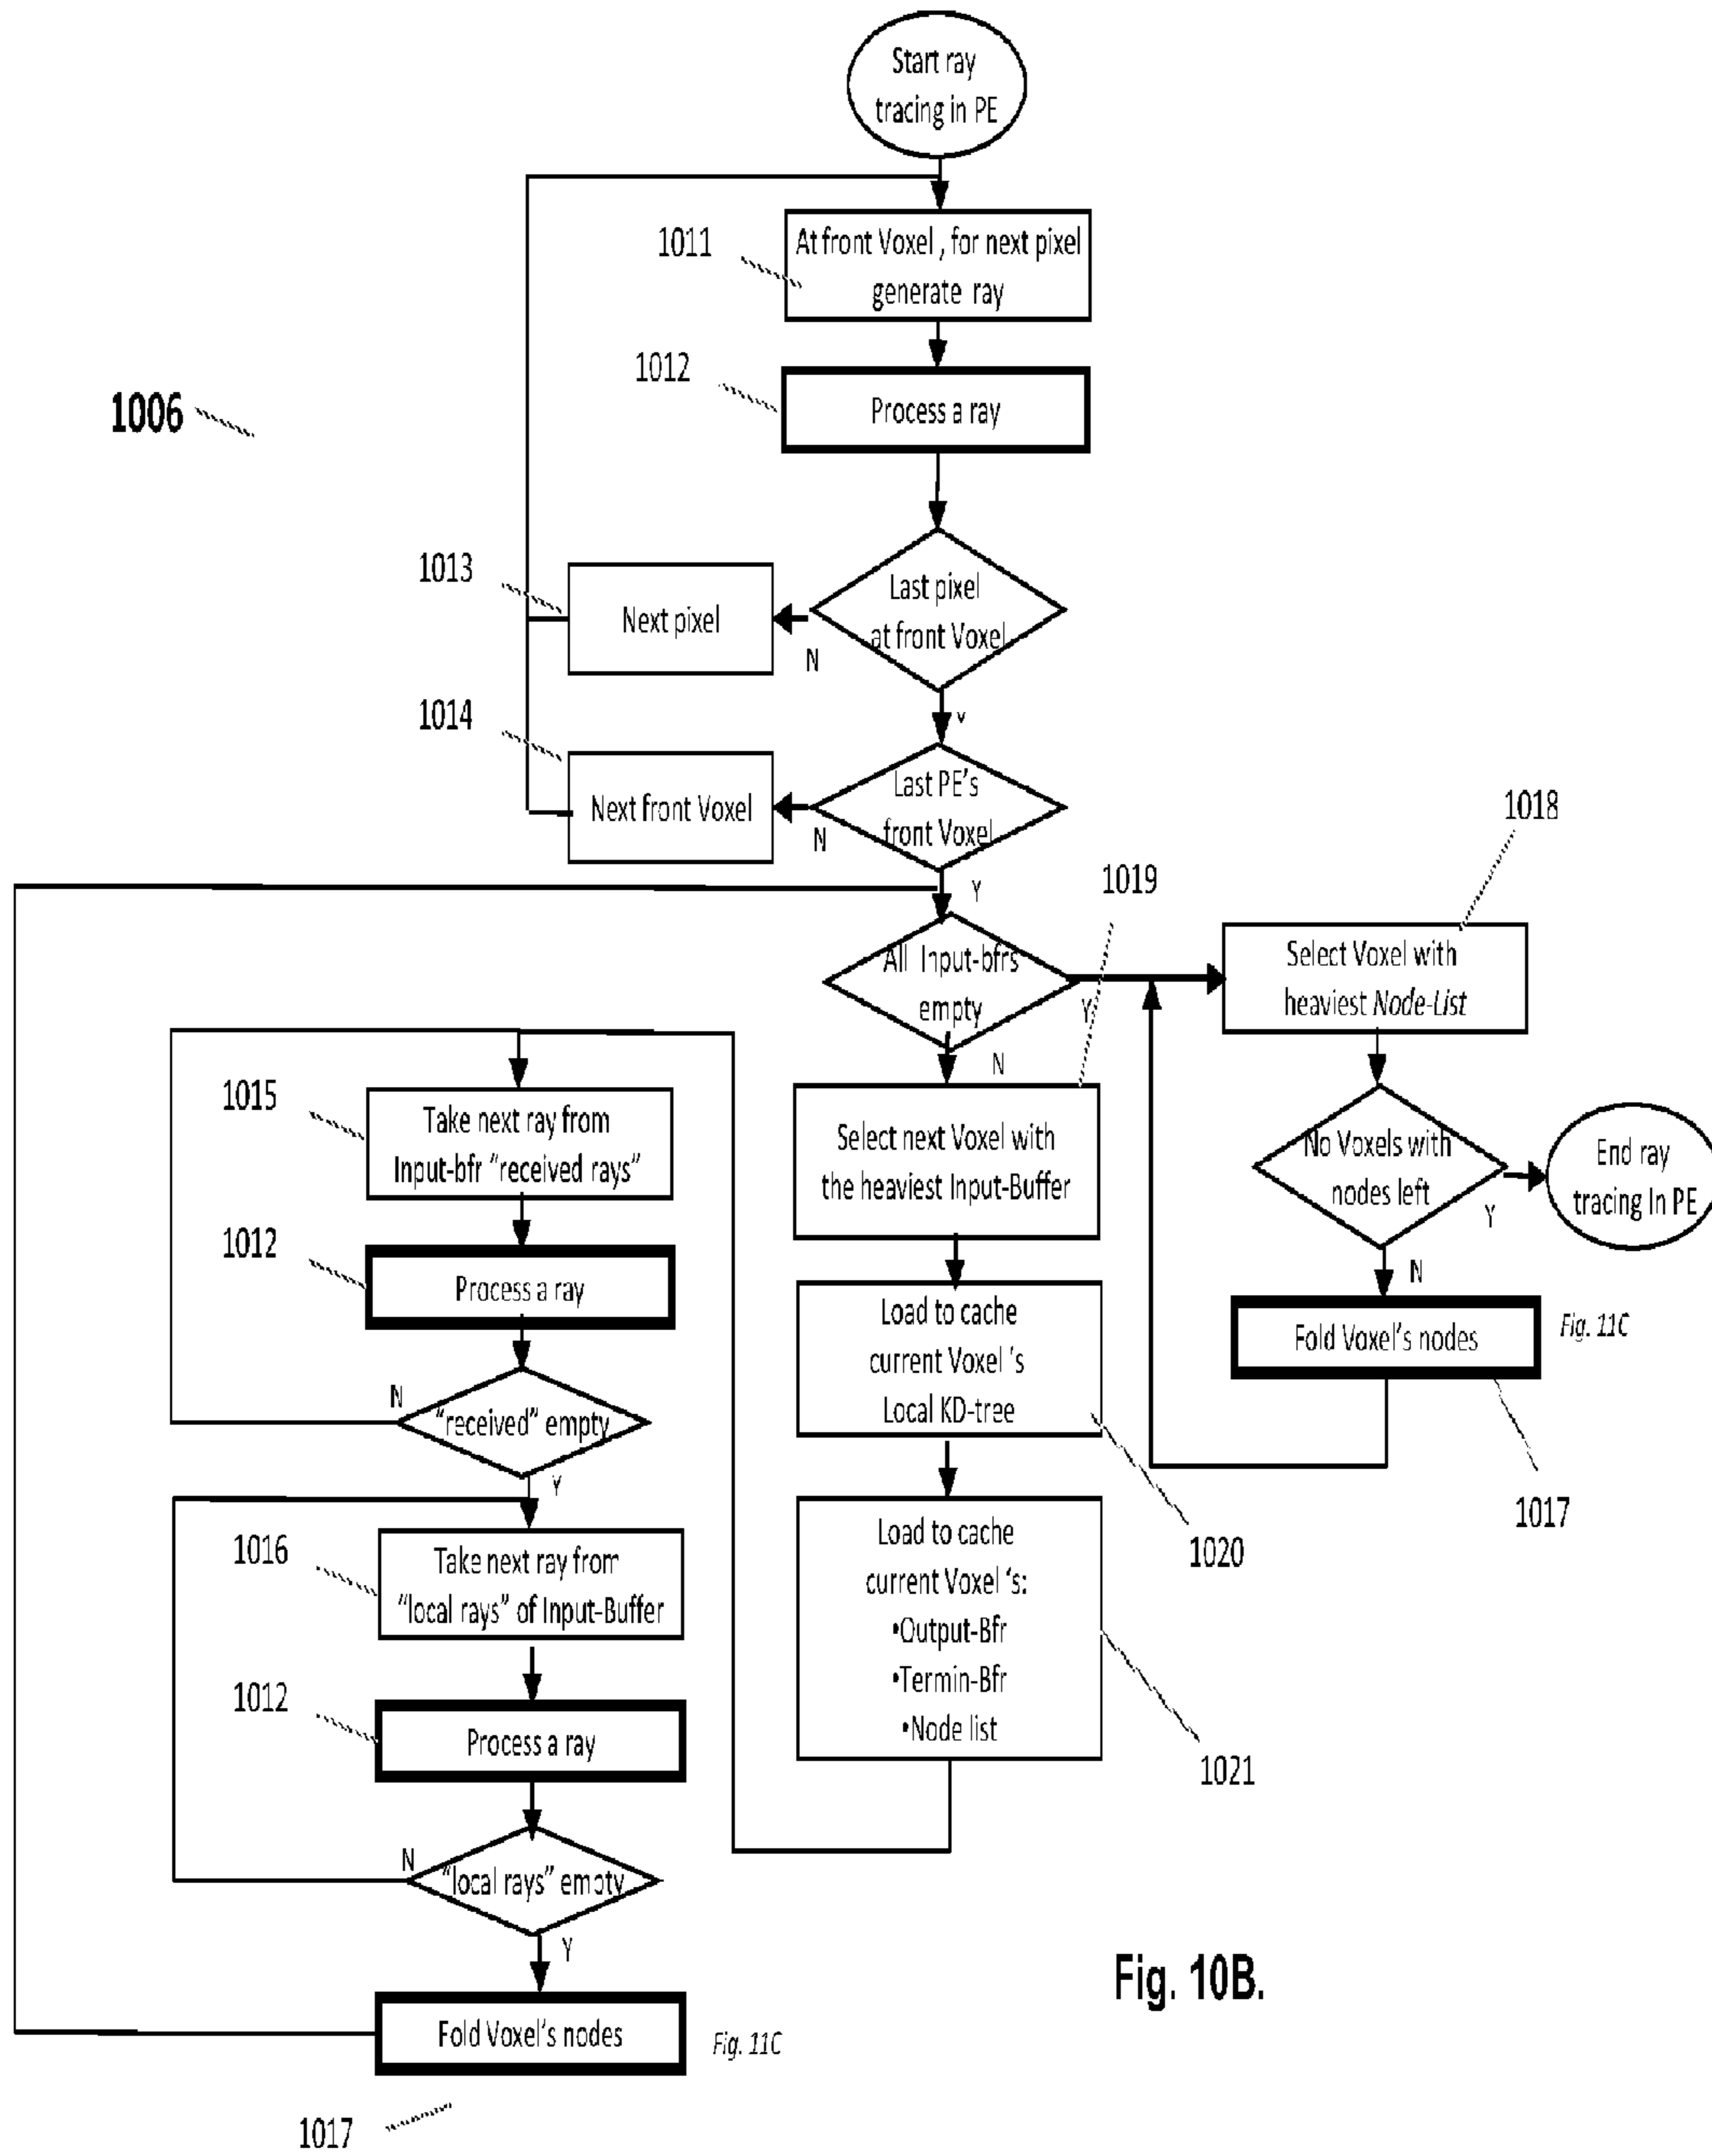 Start ray
tracing in PE
1011
At front Voxel , for next pixel
generate ray
1012
Process a ray
1006
1013
Next pixel
Last pixel
at front Voxel
N
Y
1014
Next front Voxel
Last PE's
front Voxel
N
Y
1018
1019
All Input-bfrs
empty
Y
N
Select Voxel with
heaviest Node-List
1015
Take next ray from
Input-bfr "received rays"
Select next Voxel with
the heaviest Input-Buffer
No Voxels with
nodes left
Y
N
End ray
tracing In PE
1012
Process a ray
Load to cache
current Voxel 's
Local KD-tree
Fold Voxel's nodes
Fig. 11C
N
"received" empty
Y
1017
1020
1016
Take next ray from
"local rays" of Input-Buffer
Load to cache
current Voxel 's:
•Output-Bfr
•Termin-Bfr
•Node list
1012
Process a ray
1021
N
"local rays" empty
Y
Fig. 10B.
Fold Voxel's nodes
Fig. 11C
1017